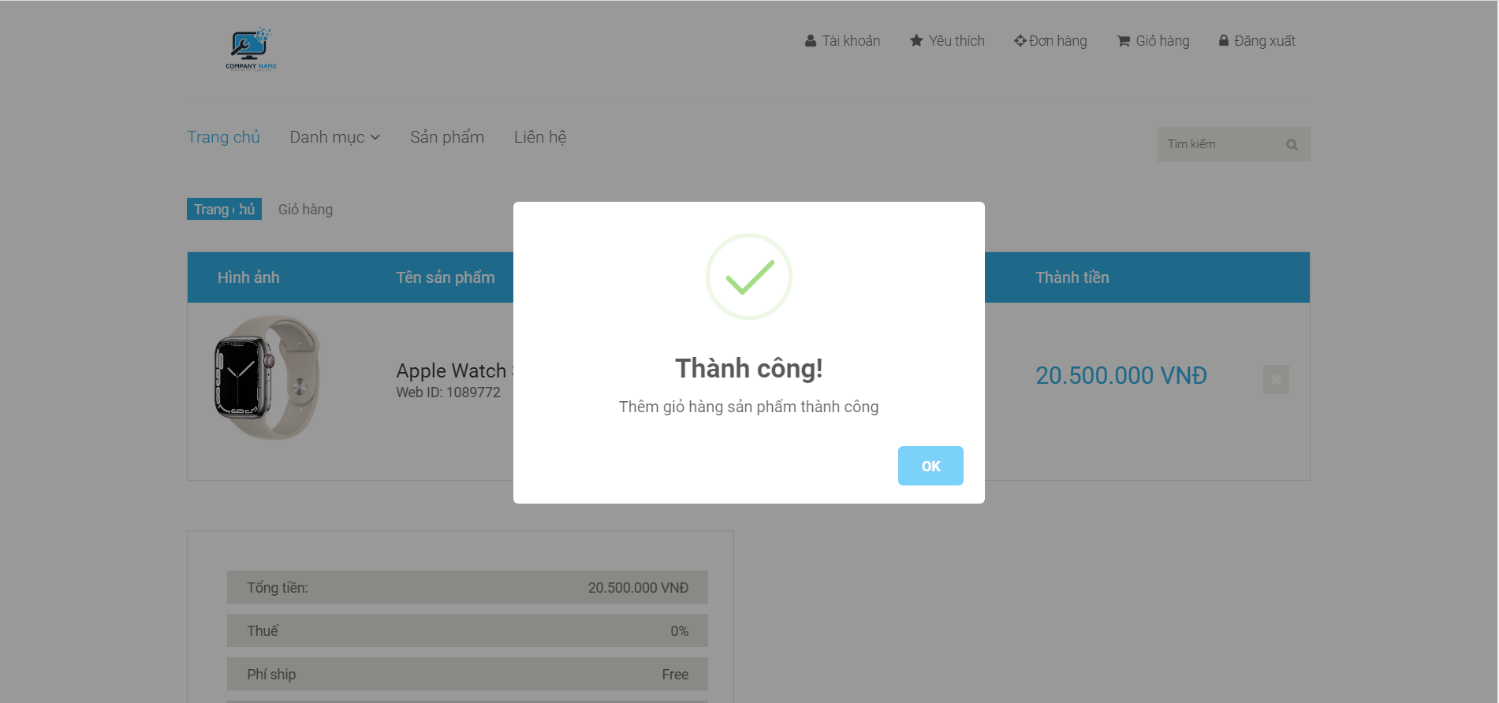 COMPANY NAME
Tài khoản
Yêu thích
Đơn hàng
Giỏ hàng
Đăng xuất
Trang chủ
Danh mục
Sản phẩm
Liên hệ
Tìm kiếm
Trang chủ
Giỏ hàng
Hình ảnh
Tên sản phẩm
Thành tiền
Apple Watch
Web ID: 1089772
20.500.000 VNĐ
Thành công!
Thêm giỏ hàng sản phẩm thành công
OK
Tổng tiền:
20.500.000 VNĐ
Thuế
0%
Phí ship
Free